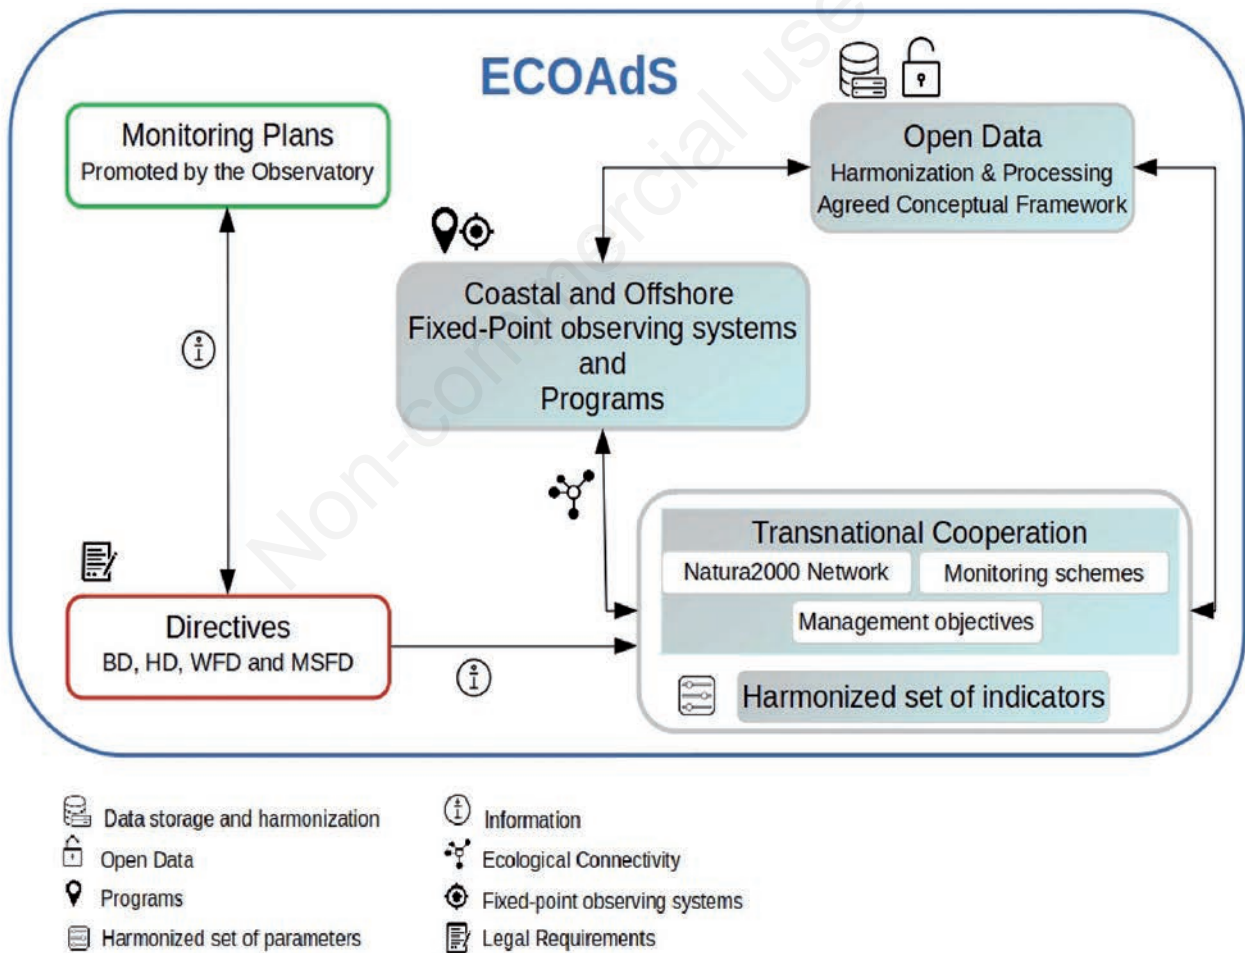 ECOAdS
Monitoring Plans
Promoted by the Observatory
Open Data
Harmonization & Processing
Agreed Conceptual Framework
Coastal and Offshore
Fixed-Point observing systems
and
Programs
Transnational Cooperation
Natura2000 Network
Monitoring schemes
Management objectives
Harmonized set of indicators
Directives
BD, HD, WFD and MSFD
Non-commercial use
Data storage and harmonization
Open Data
Programs
Harmonized set of parameters
Information
Ecological Connectivity
Fixed-point observing systems
Legal Requirements